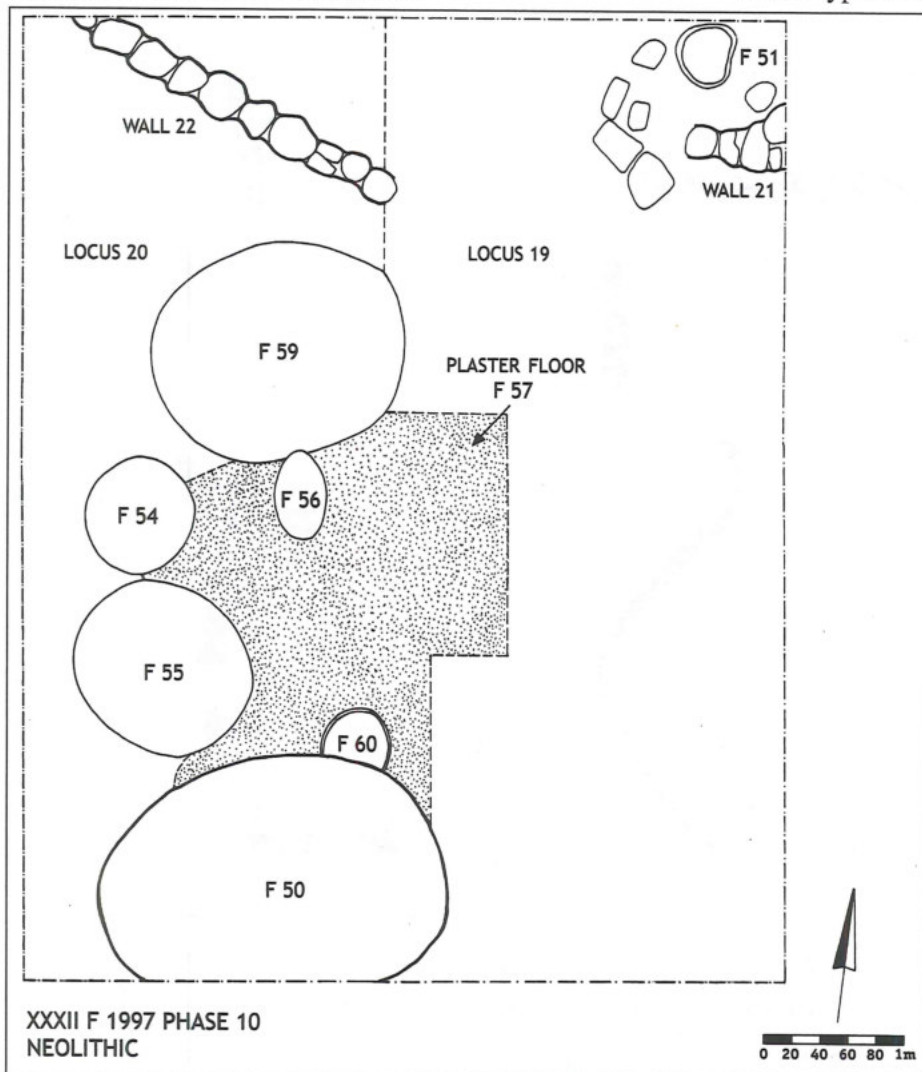 F 51
WALL 22
WALL 21
LOCUS 20
LOCUS 19
F 59
PLASTER FLOOR
F 57
F 56
F 54
F 55
F 60
F 50
XXXII F 1997 PHASE 10
NEOLITHIC
0 20 40 60 80 1m